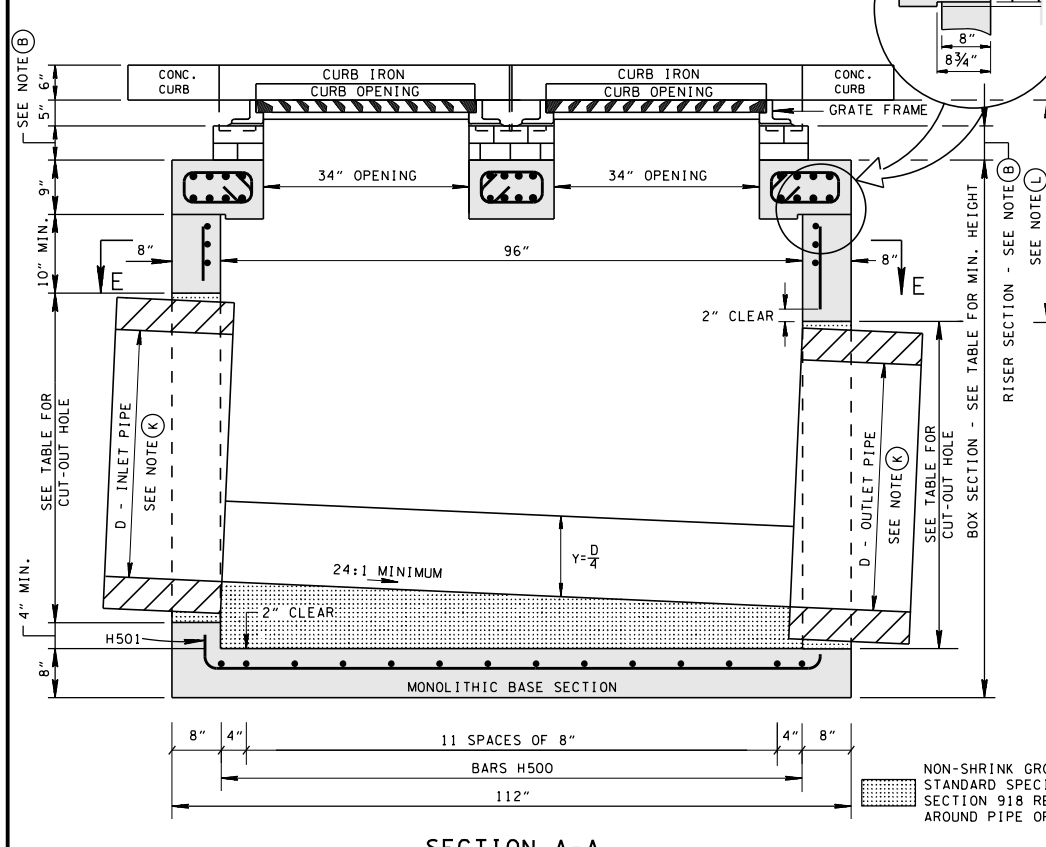 8"
8¾"
SEE NOTE B
5" 6"
CONC.
CURB
CURB IRON
CURB OPENING
CURB IRON
CURB OPENING
CONC.
CURB
GRATE FRAME
9"
34" OPENING
34" OPENING
10" MIN.
8"
96"
8"
E
E
2" CLEAR
SEE TABLE FOR
CUT-OUT HOLE
D - INLET PIPE
SEE NOTE K
D - OUTLET PIPE
SEE NOTE K
SEE TABLE FOR
CUT-OUT HOLE
BOX SECTION - SEE TABLE FOR MIN. HEIGHT
RISER SECTION - SEE NOTE B
SEE NOTE L
Y=D/4
24:1 MINIMUM
2" CLEAR
4" MIN.
H501
8"
MONOLITHIC BASE SECTION
8" 4" 11 SPACES OF 8" 4" 8"
BARS H500
112"
NON-SHRINK
STANDARD
SECTION 918
AROUND PIPE
SECTION A-A